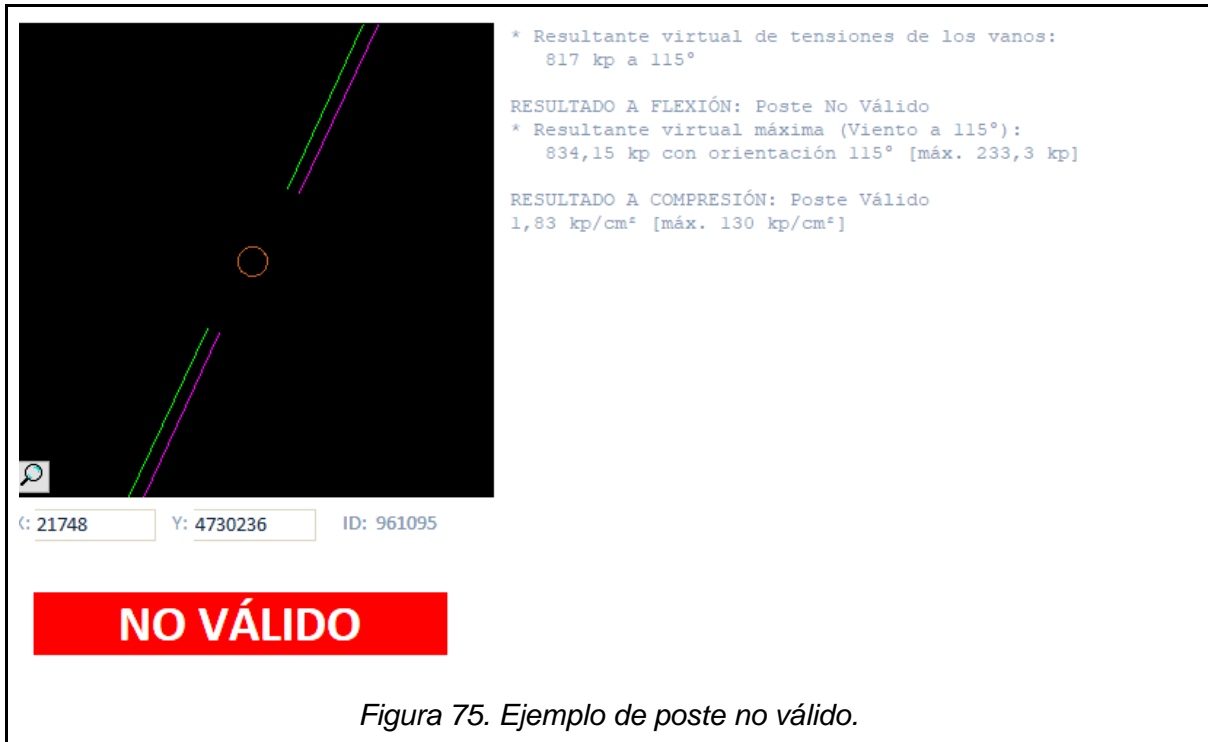 * Resultante virtual de tensiones de los vanos:
817 kp a 115°
RESULTADO A FLEXIÓN: Poste No Válido
* Resultante virtual máxima (Viento a 115°):
834,15 kp con orientación 115° [máx. 233,3 kp]
RESULTADO A COMPRESIÓN: Poste Válido
1,83 kp/cm² [máx. 130 kp/cm²]
X: 21748 Y: 4730236 ID: 961095
NO VÁLIDO
Figura 75. Ejemplo de poste no válido.